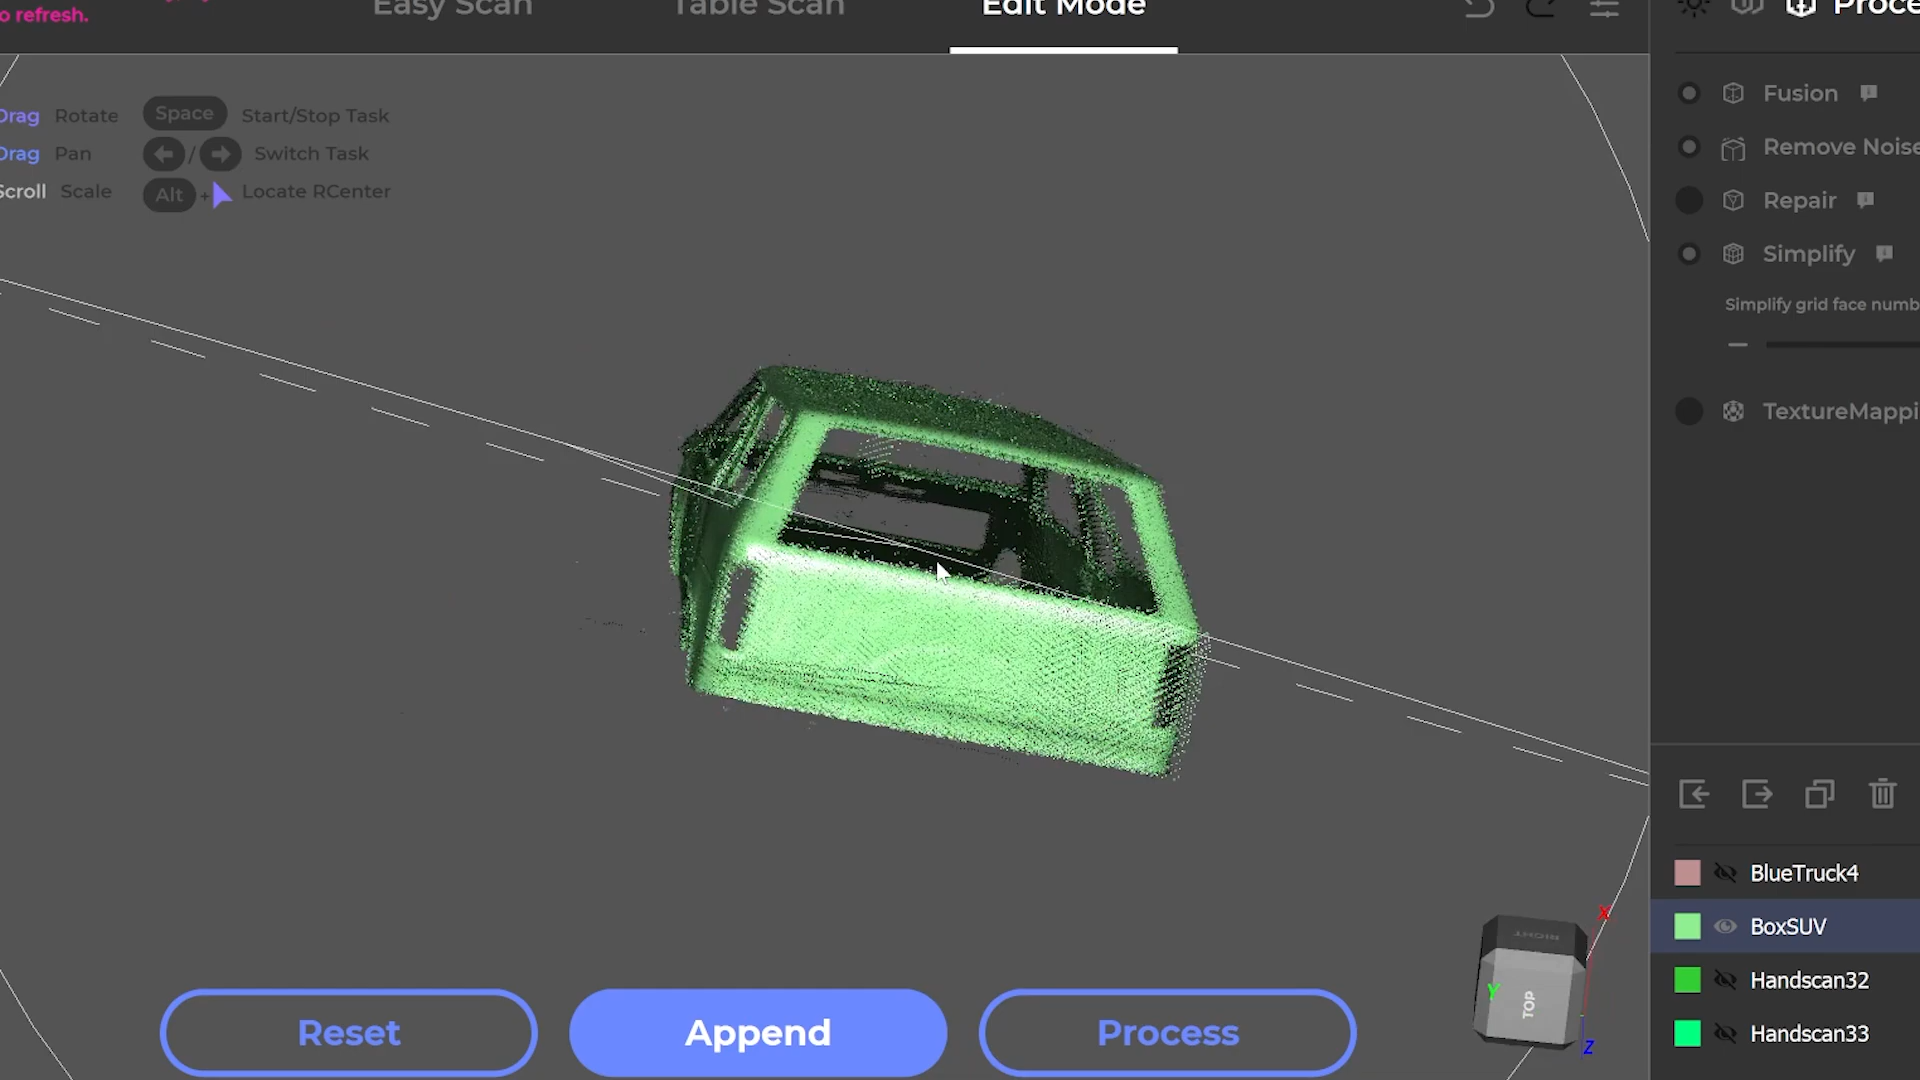 o refresh.
Easy Scan
Table Scan
Edit Mode
Drag Rotate Space Start/Stop Task
Drag Pan / Switch Task
Scroll Scale Alt + Locate RCenter
Proce
Fusion
Remove Noise
Repair
Simplify
Simplify grid face numb
TextureMappi
BlueTruck4
BoxSUV
Handscan32
Handscan33
RIGHT
TOP
X
Y
Z
Reset
Append
Process